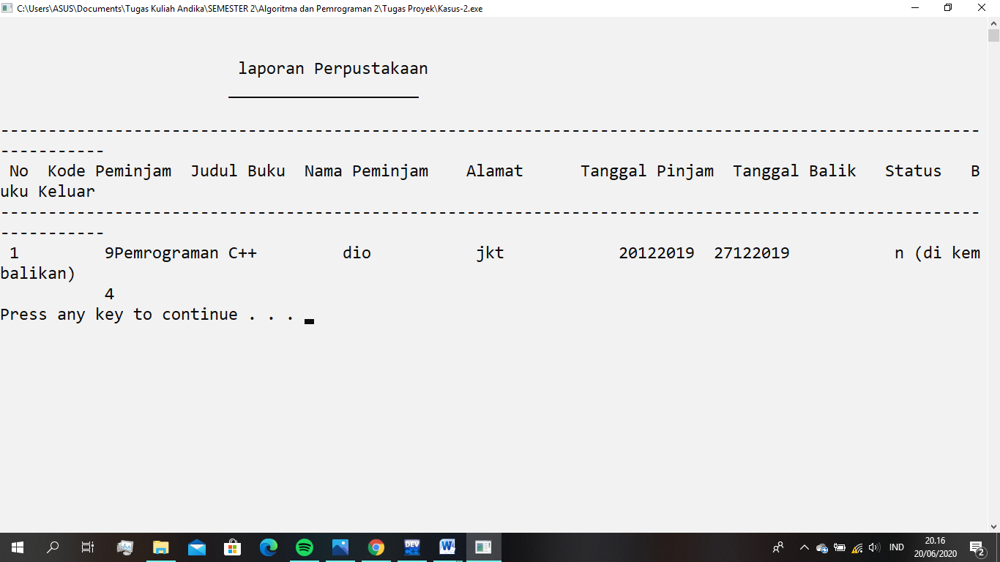 C:\Users\ASUS\Documents\Tugas Kuliah Andika\SEMESTER 2\Algoritma dan Pemrograman 2\Tugas Proyek\Kasus-2.exe
laporan Perpustakaan
____________________
-------------------------------------------------------------------------------------------------------
-----------
No  Kode Peminjam  Judul Buku  Nama Peminjam    Alamat      Tanggal Pinjam  Tanggal Balik   Status   B
uku Keluar
-------------------------------------------------------------------------------------------------------
-----------
1         9Pemrograman C++         dio           jkt            20122019  27122019           n (di kem
balikan)
4
Press any key to continue . . .
DEV
IND
20.16
20/06/2020
2